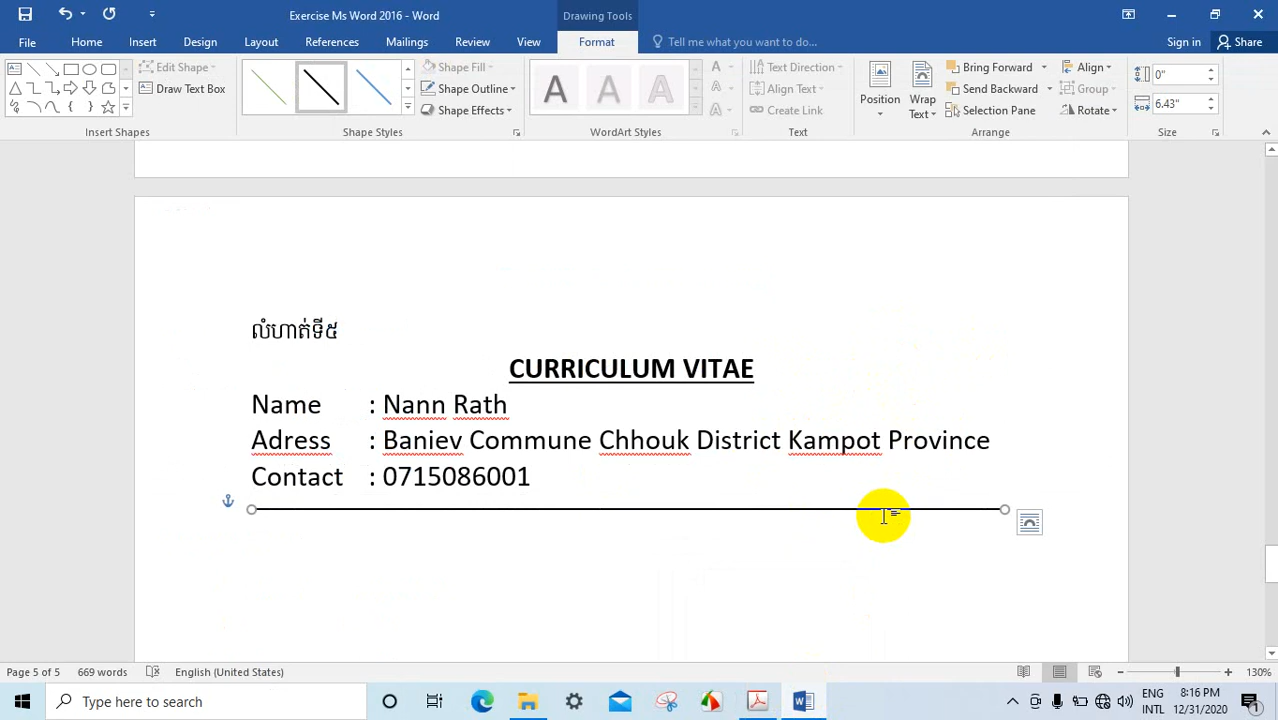 Exercise Ms Word 2016 - Word
Drawing Tools
File
Home
Insert
Design
Layout
References
Mailings
Review
View
Format
Tell me what you want to do...
Sign in
Share
Edit Shape
Draw Text Box
Insert Shapes
Shape Fill
Shape Outline
Shape Effects
Shape Styles
A A A
A
A
A
WordArt Styles
Text Direction
Align Text
Create Link
Text
Position
Wrap Text
Bring Forward
Send Backward
Selection Pane
Align
Group
Rotate
Arrange
0"
6.43"
Size
លំហាត់ទី៥
CURRICULUM VITAE
Name : Nann Rath
Adress : Baniev Commune Chhouk District Kampot Province
Contact : 0715086001
Page 5 of 5
669 words
English (United States)
130%
Type here to search
ENG
INTL
8:16 PM
12/31/2020
1